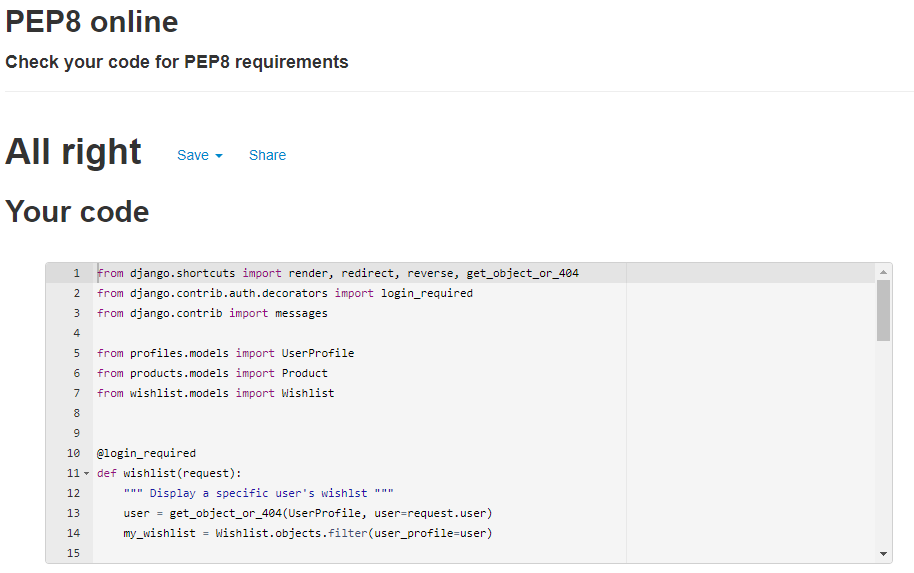 PEP8 online
Check your code for PEP8 requirements
All right Save Share
Your code
1 from django.shortcuts import render, redirect, reverse, get_object_or_404
2 from django.contrib.auth.decorators import login_required
3 from django.contrib import messages
4
5 from profiles.models import UserProfile
6 from products.models import Product
7 from wishlist.models import Wishlist
8
9
10 @login_required
11 def wishlist(request):
12 """ Display a specific user's wishlst """
13 user = get_object_or_404(UserProfile, user=request.user)
14 my_wishlist = Wishlist.objects.filter(user_profile=user)
15